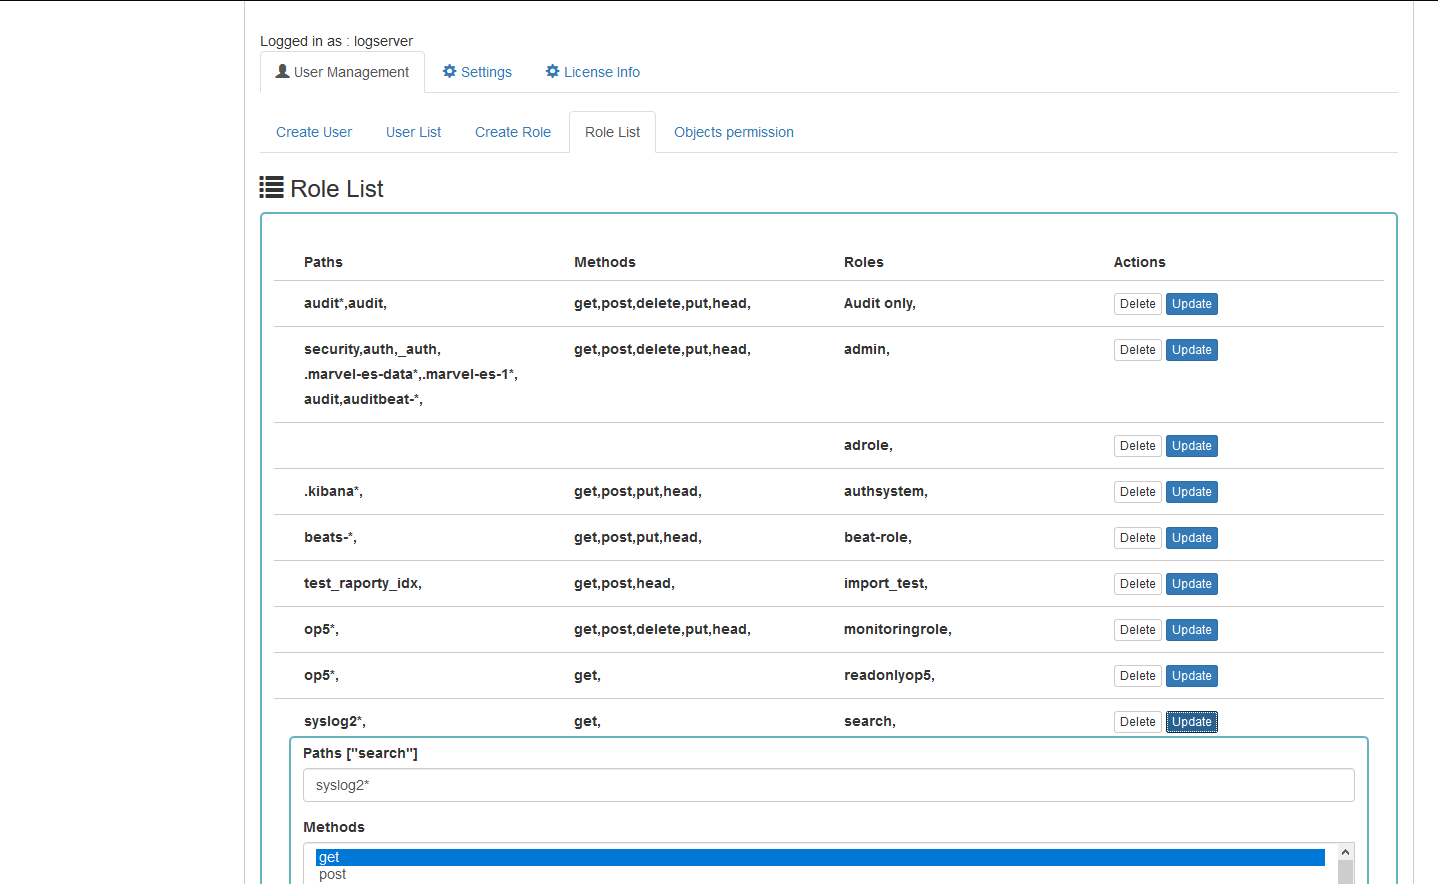 Logged in as : logserver
User Management Settings License Info
Create User User List Create Role Role List Objects permission
Role List
Paths Methods Roles Actions
audit*,audit, get,post,delete,put,head, Audit only, Delete Update
security,auth,_auth, get,post,delete,put,head, admin, Delete Update
.marvel-es-data*,.marvel-es-1*,
audit,auditbeat-*,
adrole, Delete Update
.kibana*, get,post,put,head, authsystem, Delete Update
beats-*, get,post,put,head, beat-role, Delete Update
test_raporty_idx, get,post,head, import_test, Delete Update
op5*, get,post,delete,put,head, monitoringrole, Delete Update
op5*, get, readonlyop5, Delete Update
syslog2*, get, search, Delete Update
Paths ["search"]
syslog2*
Methods
get
post